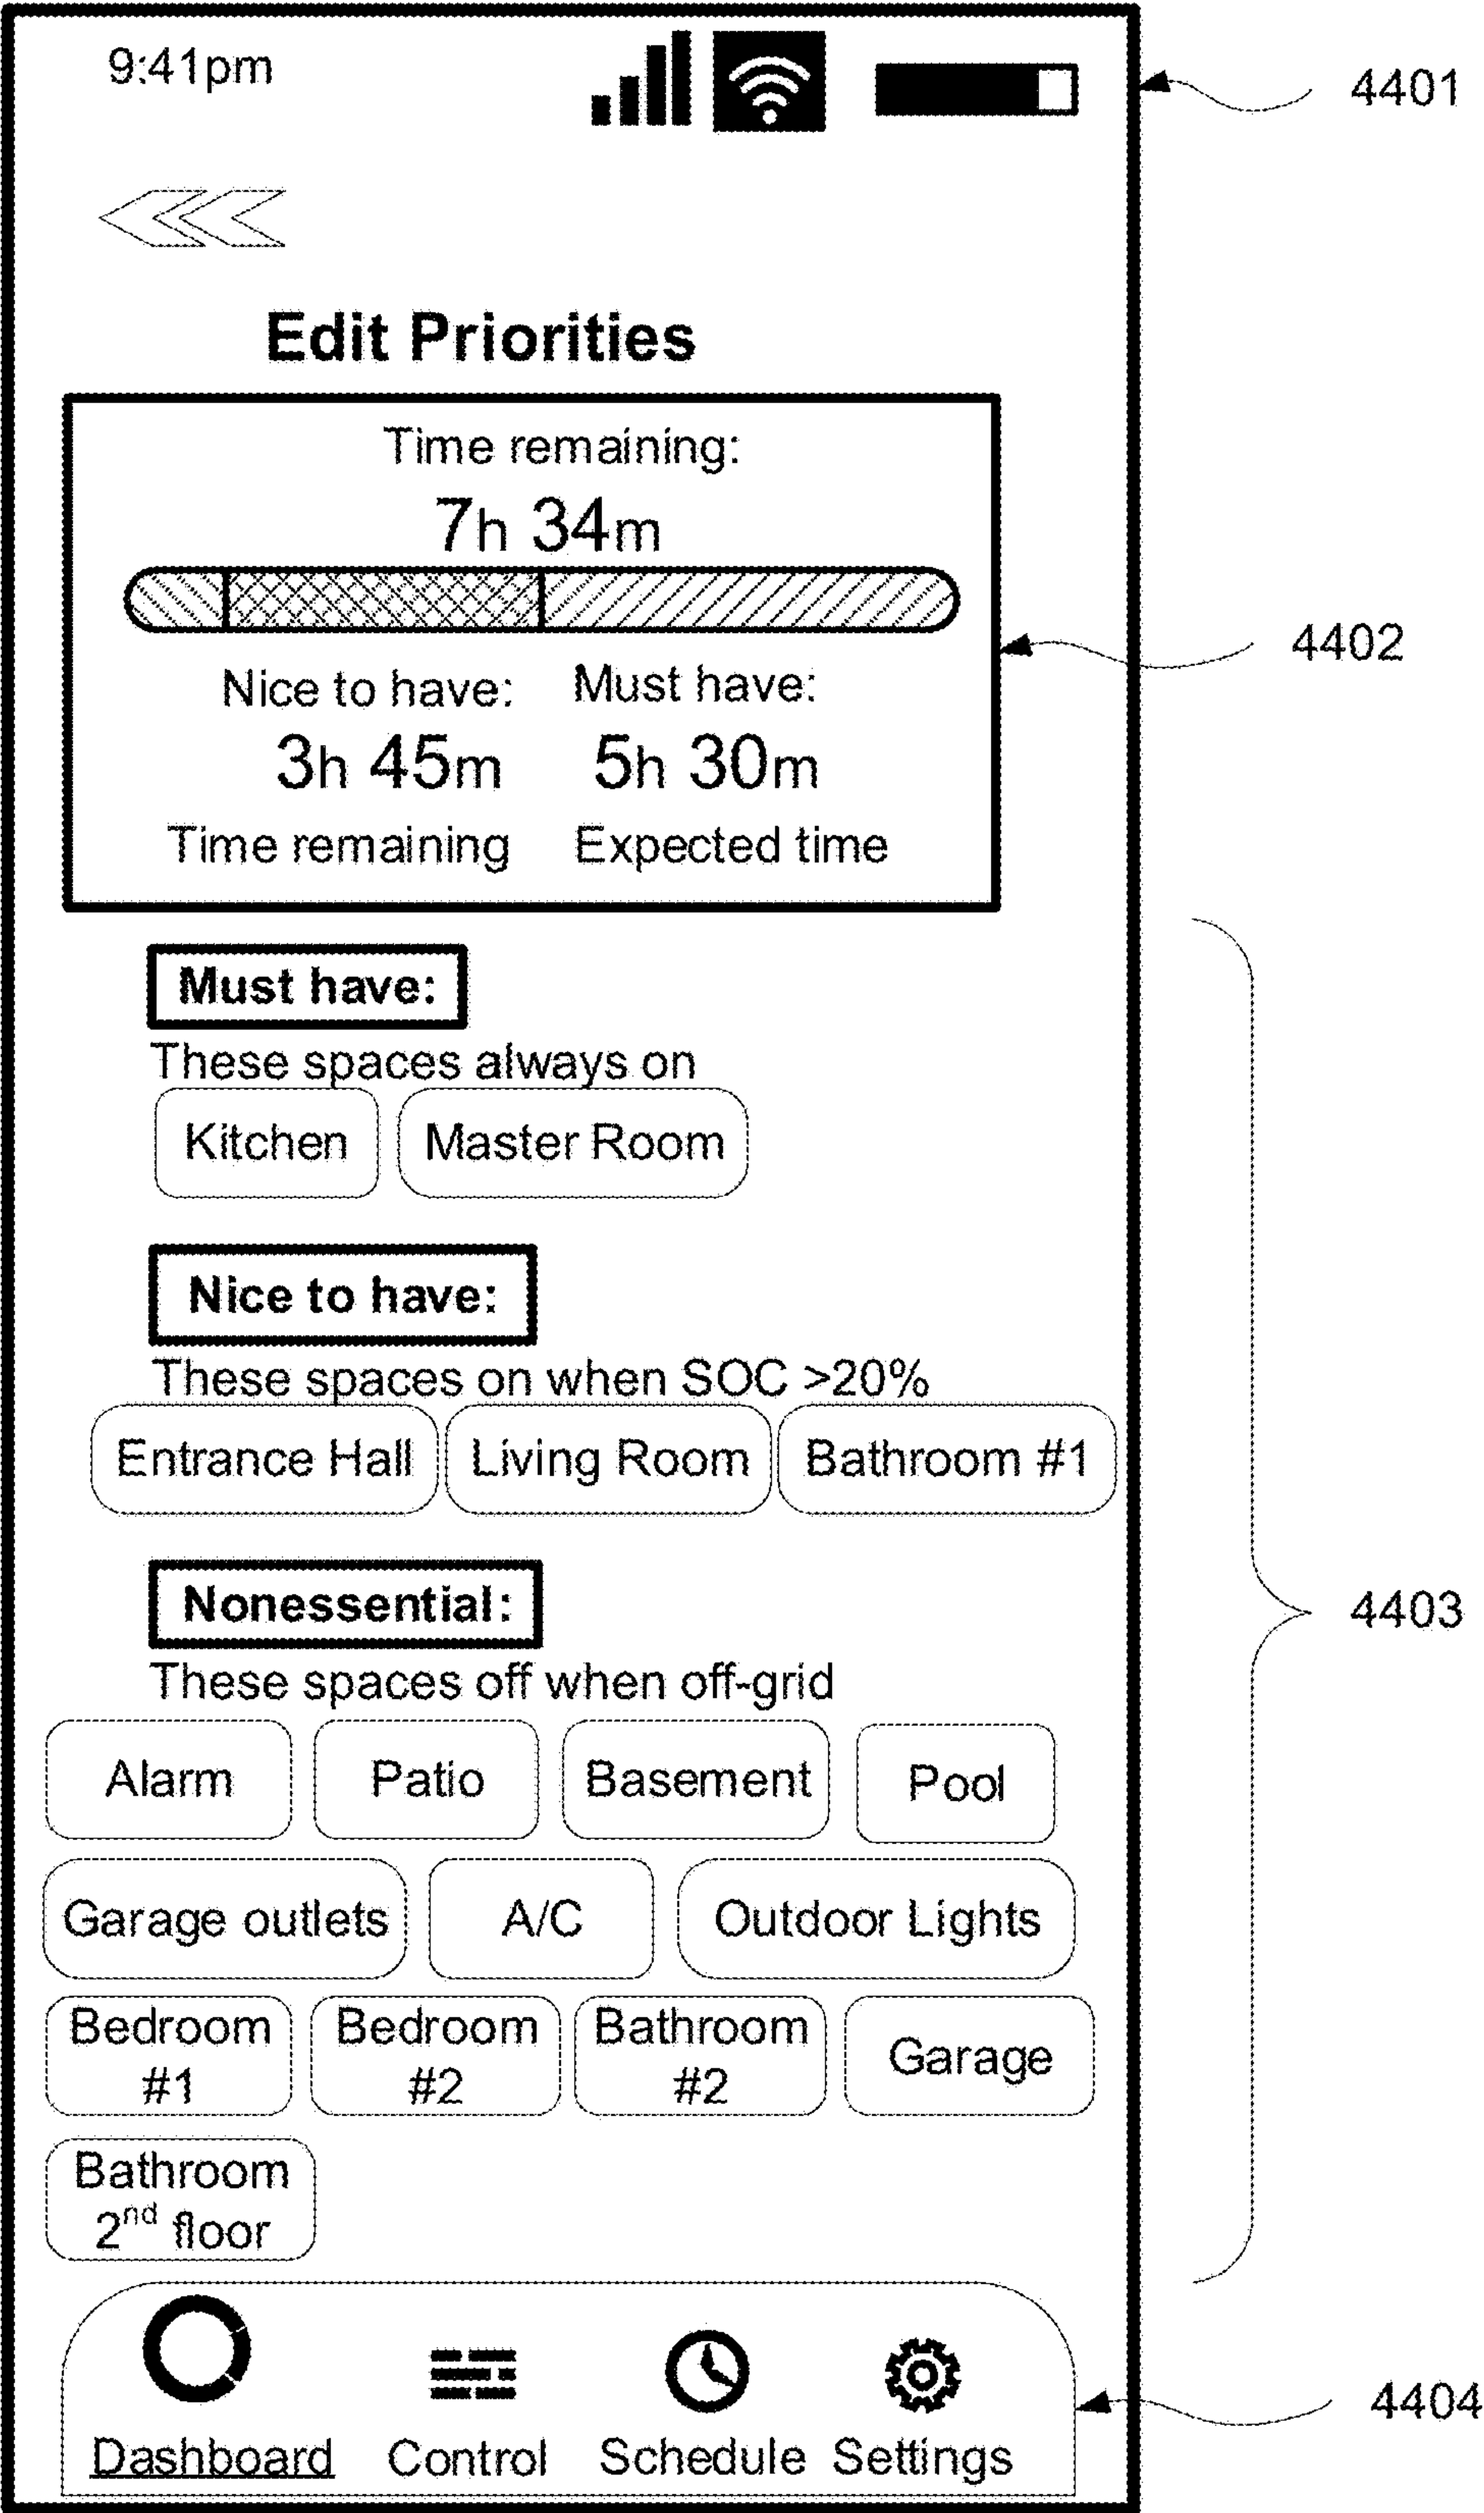 9:41pm
4401
Edit Priorities
Time remaining:
7h 34m
4402
Nice to have: Must have:
3h 45m 5h 30m
Time remaining Expected time
Must have:
These spaces always on
Kitchen Master Room
Nice to have:
These spaces on when SOC >20%
Entrance Hall Living Room Bathroom #1
Nonessential:
4403
These spaces off when off-grid
Alarm Patio Basement Pool
Garage outlets A/C Outdoor Lights
Bedroom #1 Bedroom #2 Bathroom #2 Garage
Bathroom
2nd floor
4404
Dashboard Control Schedule Settings